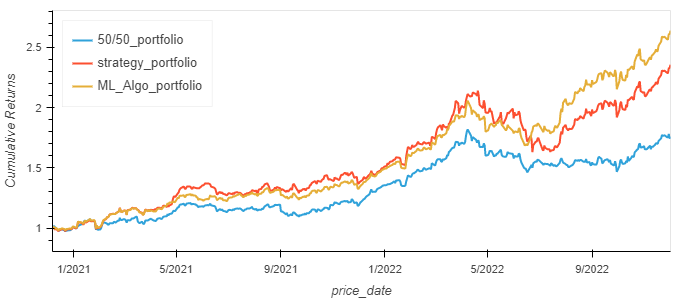 50/50_portfolio
strategy_portfolio
ML_Algo_portfolio
Cumulative Returns
2.5
2
1.5
1
1/2021
5/2021
9/2021
1/2022
5/2022
9/2022
price_date